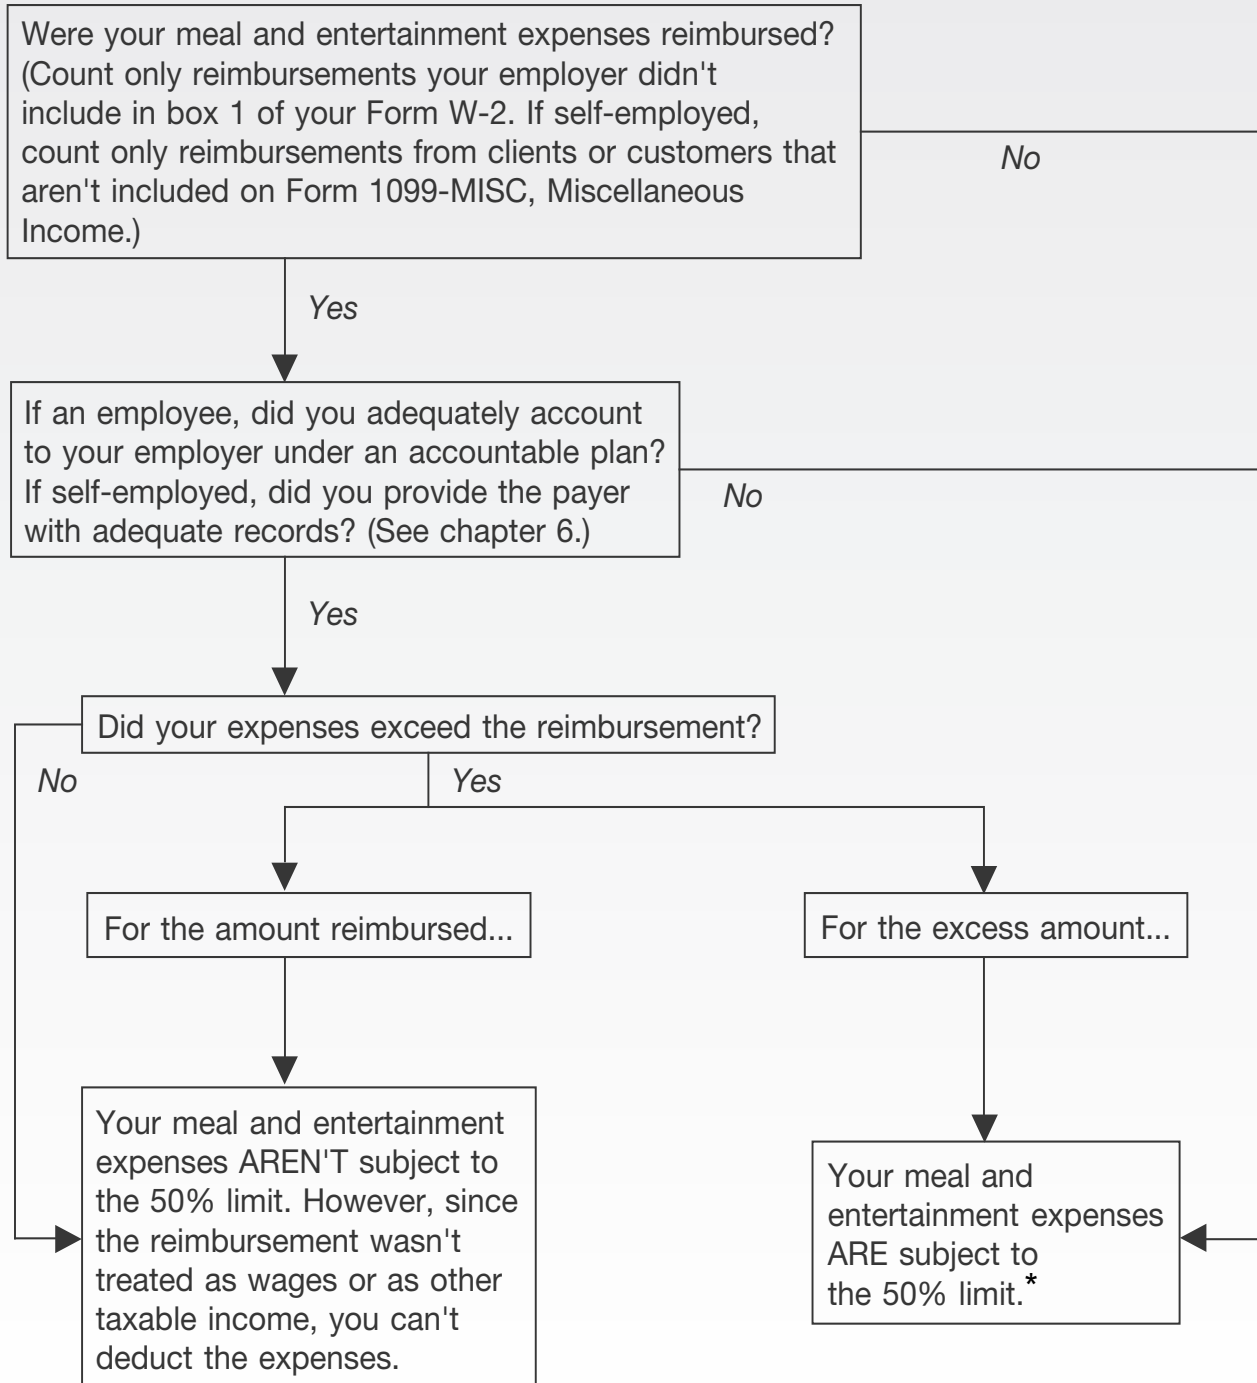 Were your meal and entertainment expenses reimbursed?
(Count only reimbursements your employer didn't
include in box 1 of your Form W-2. If self-employed,
count only reimbursements from clients or customers that
aren't included on Form 1099-MISC, Miscellaneous
Income.)
No
Yes
If an employee, did you adequately account
to your employer under an accountable plan?
If self-employed, did you provide the payer
with adequate records? (See chapter 6.)
No
Yes
Did your expenses exceed the reimbursement?
No
Yes
For the amount reimbursed...
For the excess amount...
Your meal and entertainment
expenses AREN'T subject to
the 50% limit. However, since
the reimbursement wasn't
treated as wages or as other
taxable income, you can't
deduct the expenses.
Your meal and
entertainment expenses
ARE subject to
the 50% limit.*